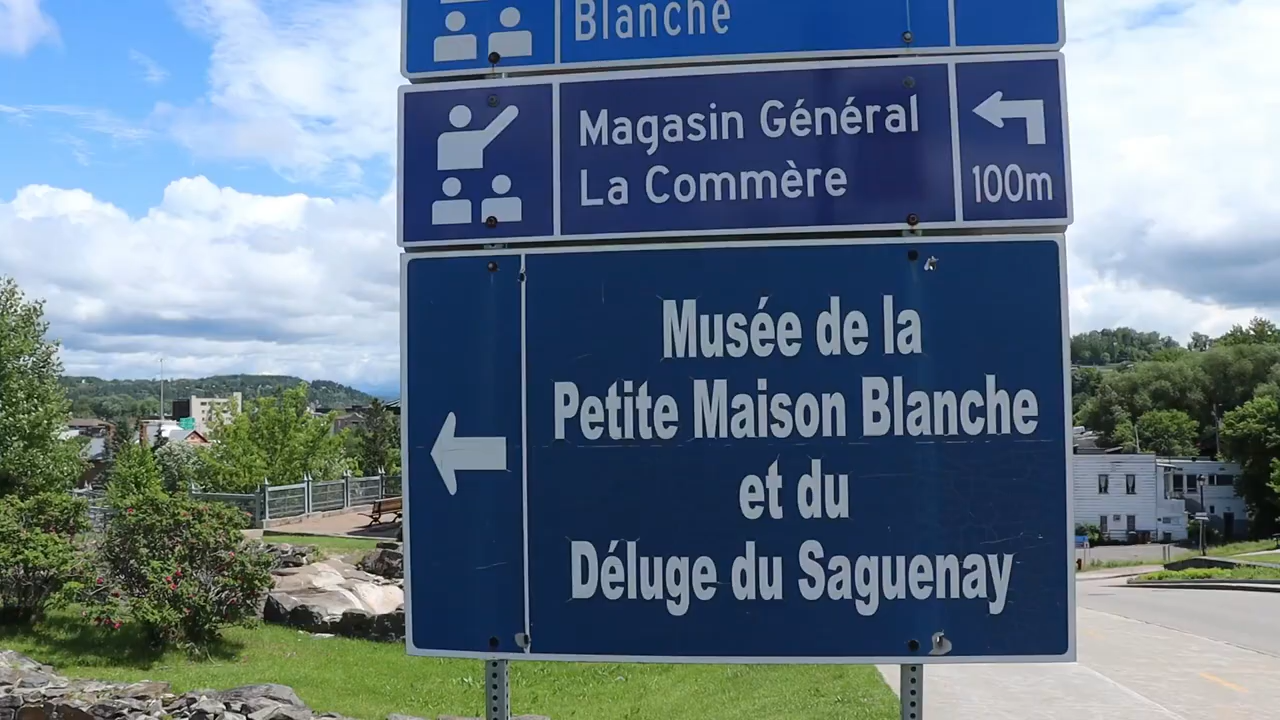 Blanche
Magasin Général
La Commère
100m
Musée de la
Petite Maison Blanche
et du
Déluge du Saguenay